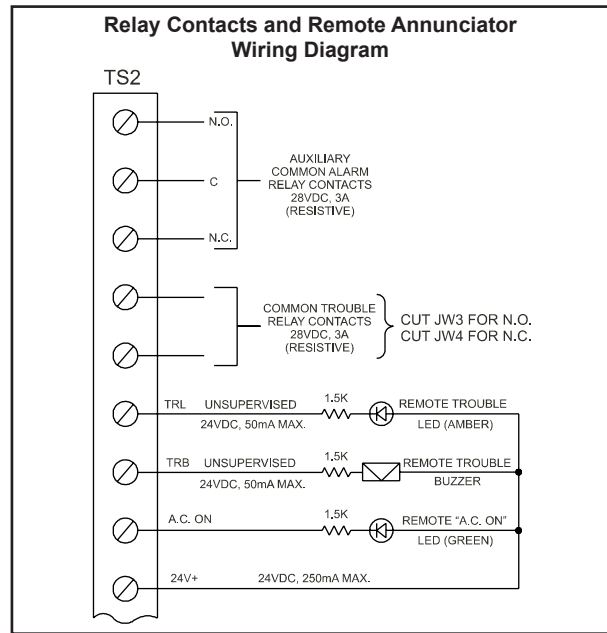 Relay Contacts and Remote Annunciator
Wiring Diagram
TS2
N.O.
C
N.C.
AUXILIARY
COMMON ALARM
RELAY CONTACTS
28VDC, 3A
(RESISTIVE)
COMMON TROUBLE
RELAY CONTACTS
28VDC, 3A
(RESISTIVE)
CUT JW3 FOR N.O.
CUT JW4 FOR N.C.
TRL UNSUPERVISED 1.5K REMOTE TROUBLE
24VDC, 50mA MAX. LED (AMBER)
TRB UNSUPERVISED 1.5K REMOTE TROUBLE
24VDC, 50mA MAX. BUZZER
A.C. ON 1.5K REMOTE "A.C. ON"
LED (GREEN)
24V+ 24VDC, 250mA MAX.